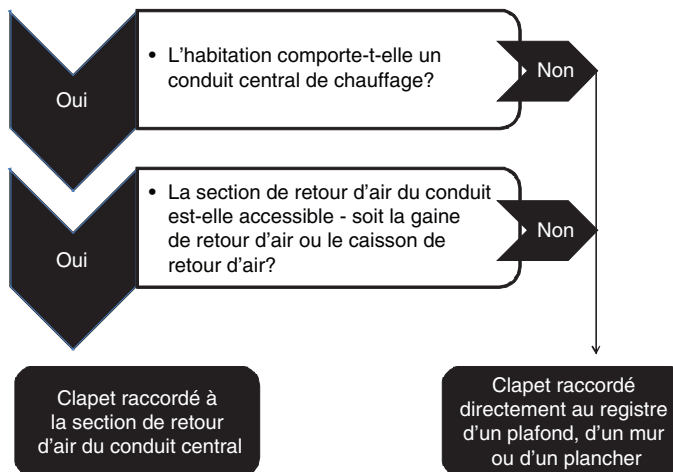 • L'habitation comporte-t-elle un
conduit central de chauffage?
Oui
Non
• La section de retour d'air du conduit
est-elle accessible - soit la gaine
de retour d'air ou le caisson de
retour d'air?
Oui
Non
Clapet raccordé à
la section de retour
d'air du conduit central
Clapet raccordé
directement au registre
d'un plafond, d'un mur
ou d'un plancher